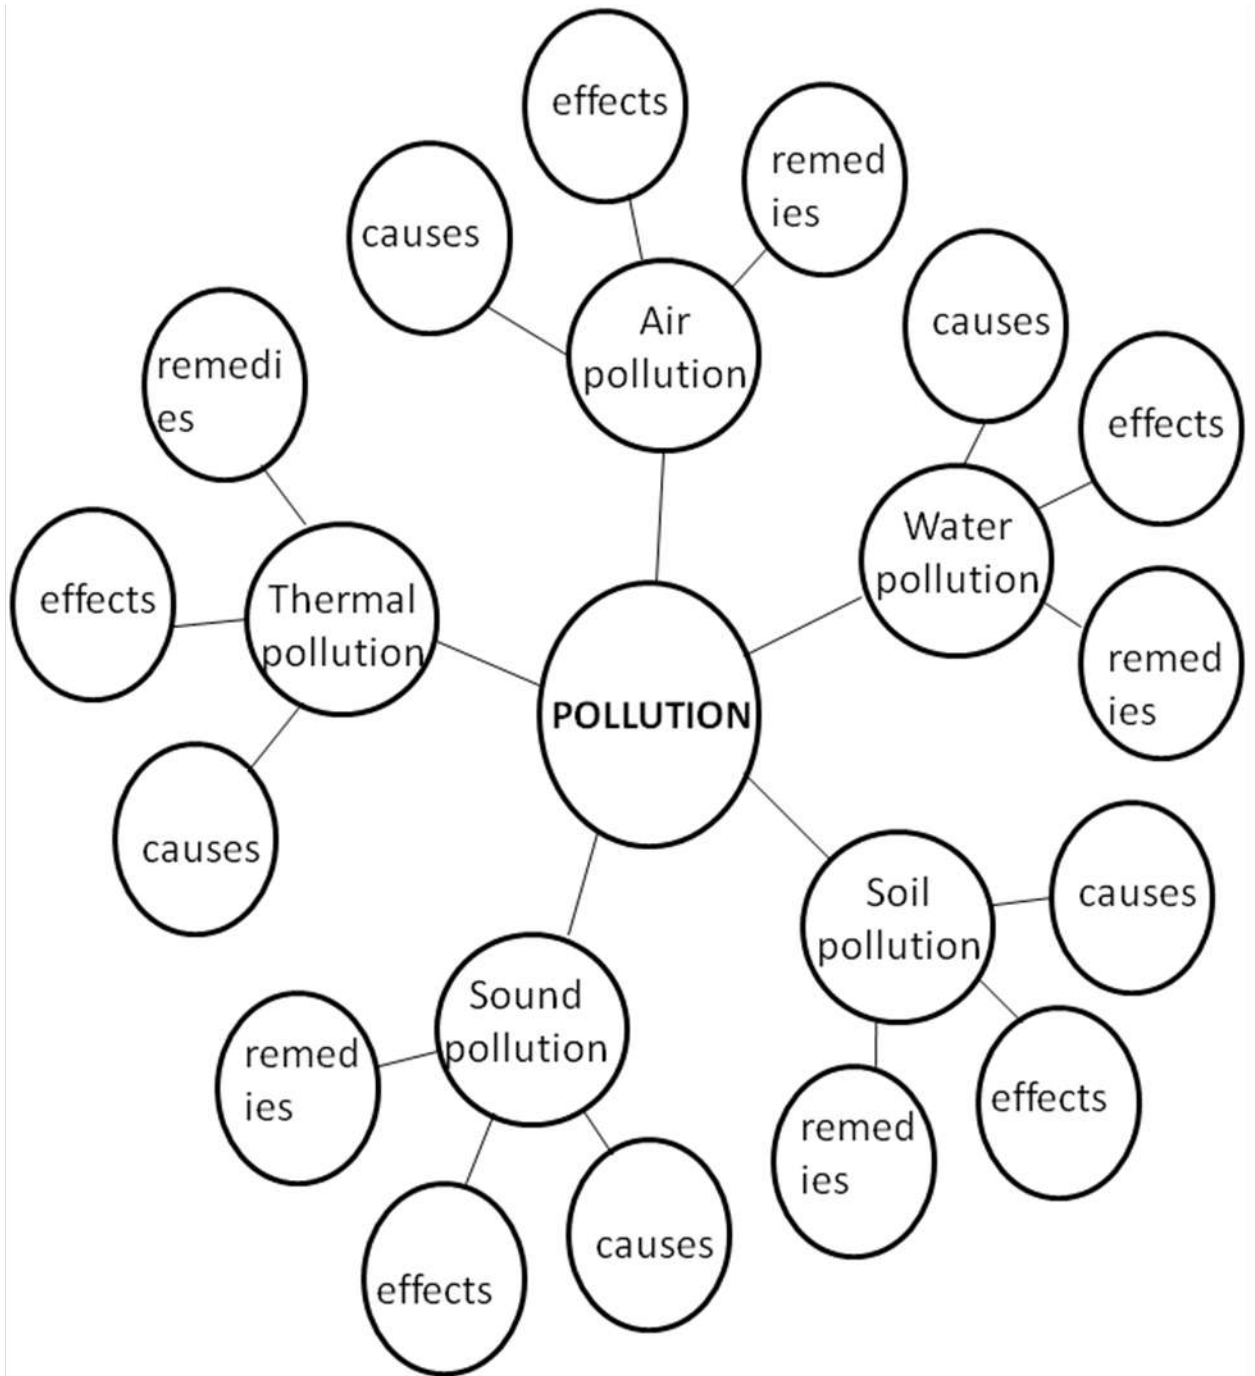 effects
remed
ies
causes
Air
pollution
causes
effects
remed
ies
Water
pollution
remedi
es
effects
Thermal
pollution
causes
POLLUTION
Soil
pollution
causes
effects
remed
ies
Sound
pollution
remed
ies
effects
causes